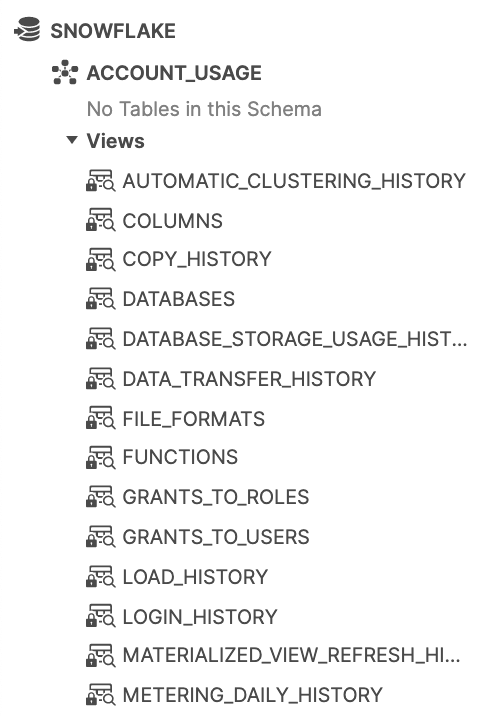 SNOWFLAKE
ACCOUNT_USAGE
No Tables in this Schema
Views
AUTOMATIC_CLUSTERING_HISTORY
COLUMNS
COPY_HISTORY
DATABASES
DATABASE_STORAGE_USAGE_HIST...
DATA_TRANSFER_HISTORY
FILE_FORMATS
FUNCTIONS
GRANTS_TO_ROLES
GRANTS_TO_USERS
LOAD_HISTORY
LOGIN_HISTORY
MATERIALIZED_VIEW_REFRESH_HI...
METERING_DAILY_HISTORY